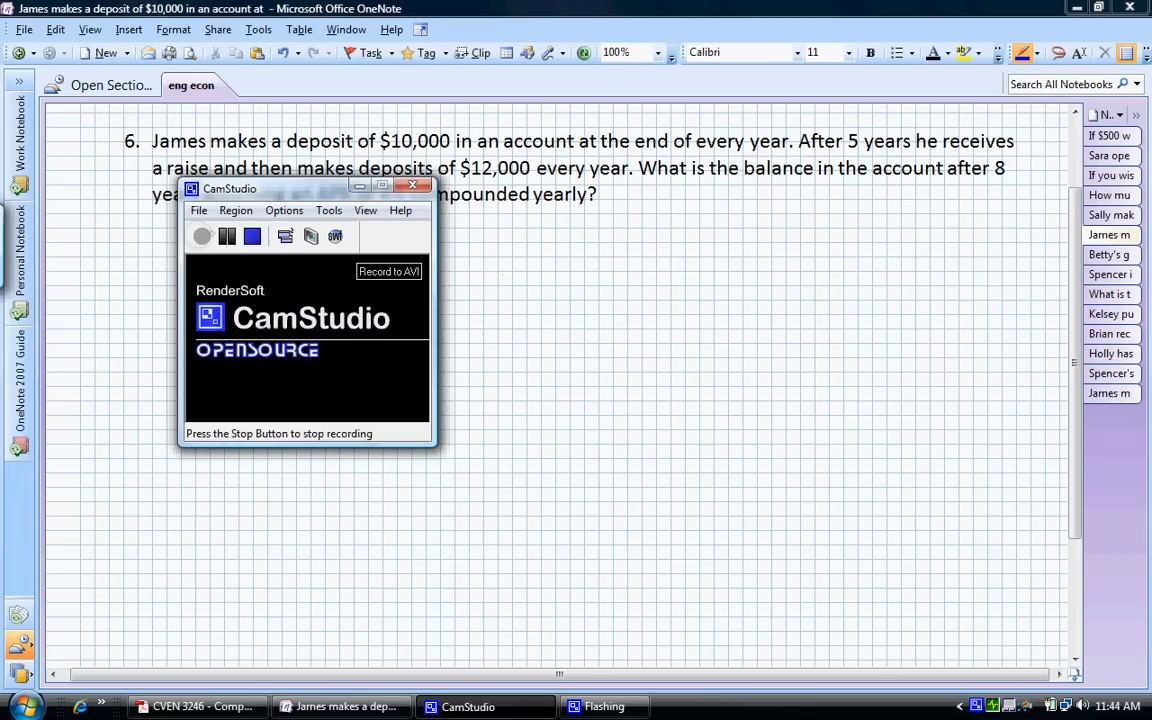 James makes a deposit of $10,000 in an account at - Microsoft Office OneNote
File Edit View Insert Format Share Tools Table Window Help
New Task Tag Clip 100% Calibri 11 B A
Open Sectio... eng econ Search All Notebooks
Work Notebook
Personal Notebook
OneNote 2007 Guide
6. James makes a deposit of $10,000 in an account at the end of every year. After 5 years he receives
a raise and then makes deposits of $12,000 every year. What is the balance in the account after 8
compounded yearly?
CamStudio
File Region Options Tools View Help
Record to AVI
RenderSoft
CamStudio
OPENSOURCE
Press the Stop Button to stop recording
N..
If $500 w
Sara ope
If you wis
How mu
Sally mak
James m
Betty's g
Spencer i
What is t
Kelsey pu
Brian rec
Holly has
Spencer's
James m
CVEN 3246 - Comp... James makes a dep... CamStudio Flashing 11:44 AM